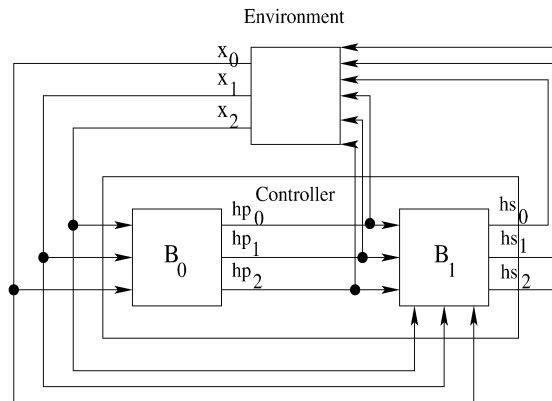 Environment
x0
x1
x2
Controller
hp0
hp1
hp2
B0
B1
hs0
hs1
hs2